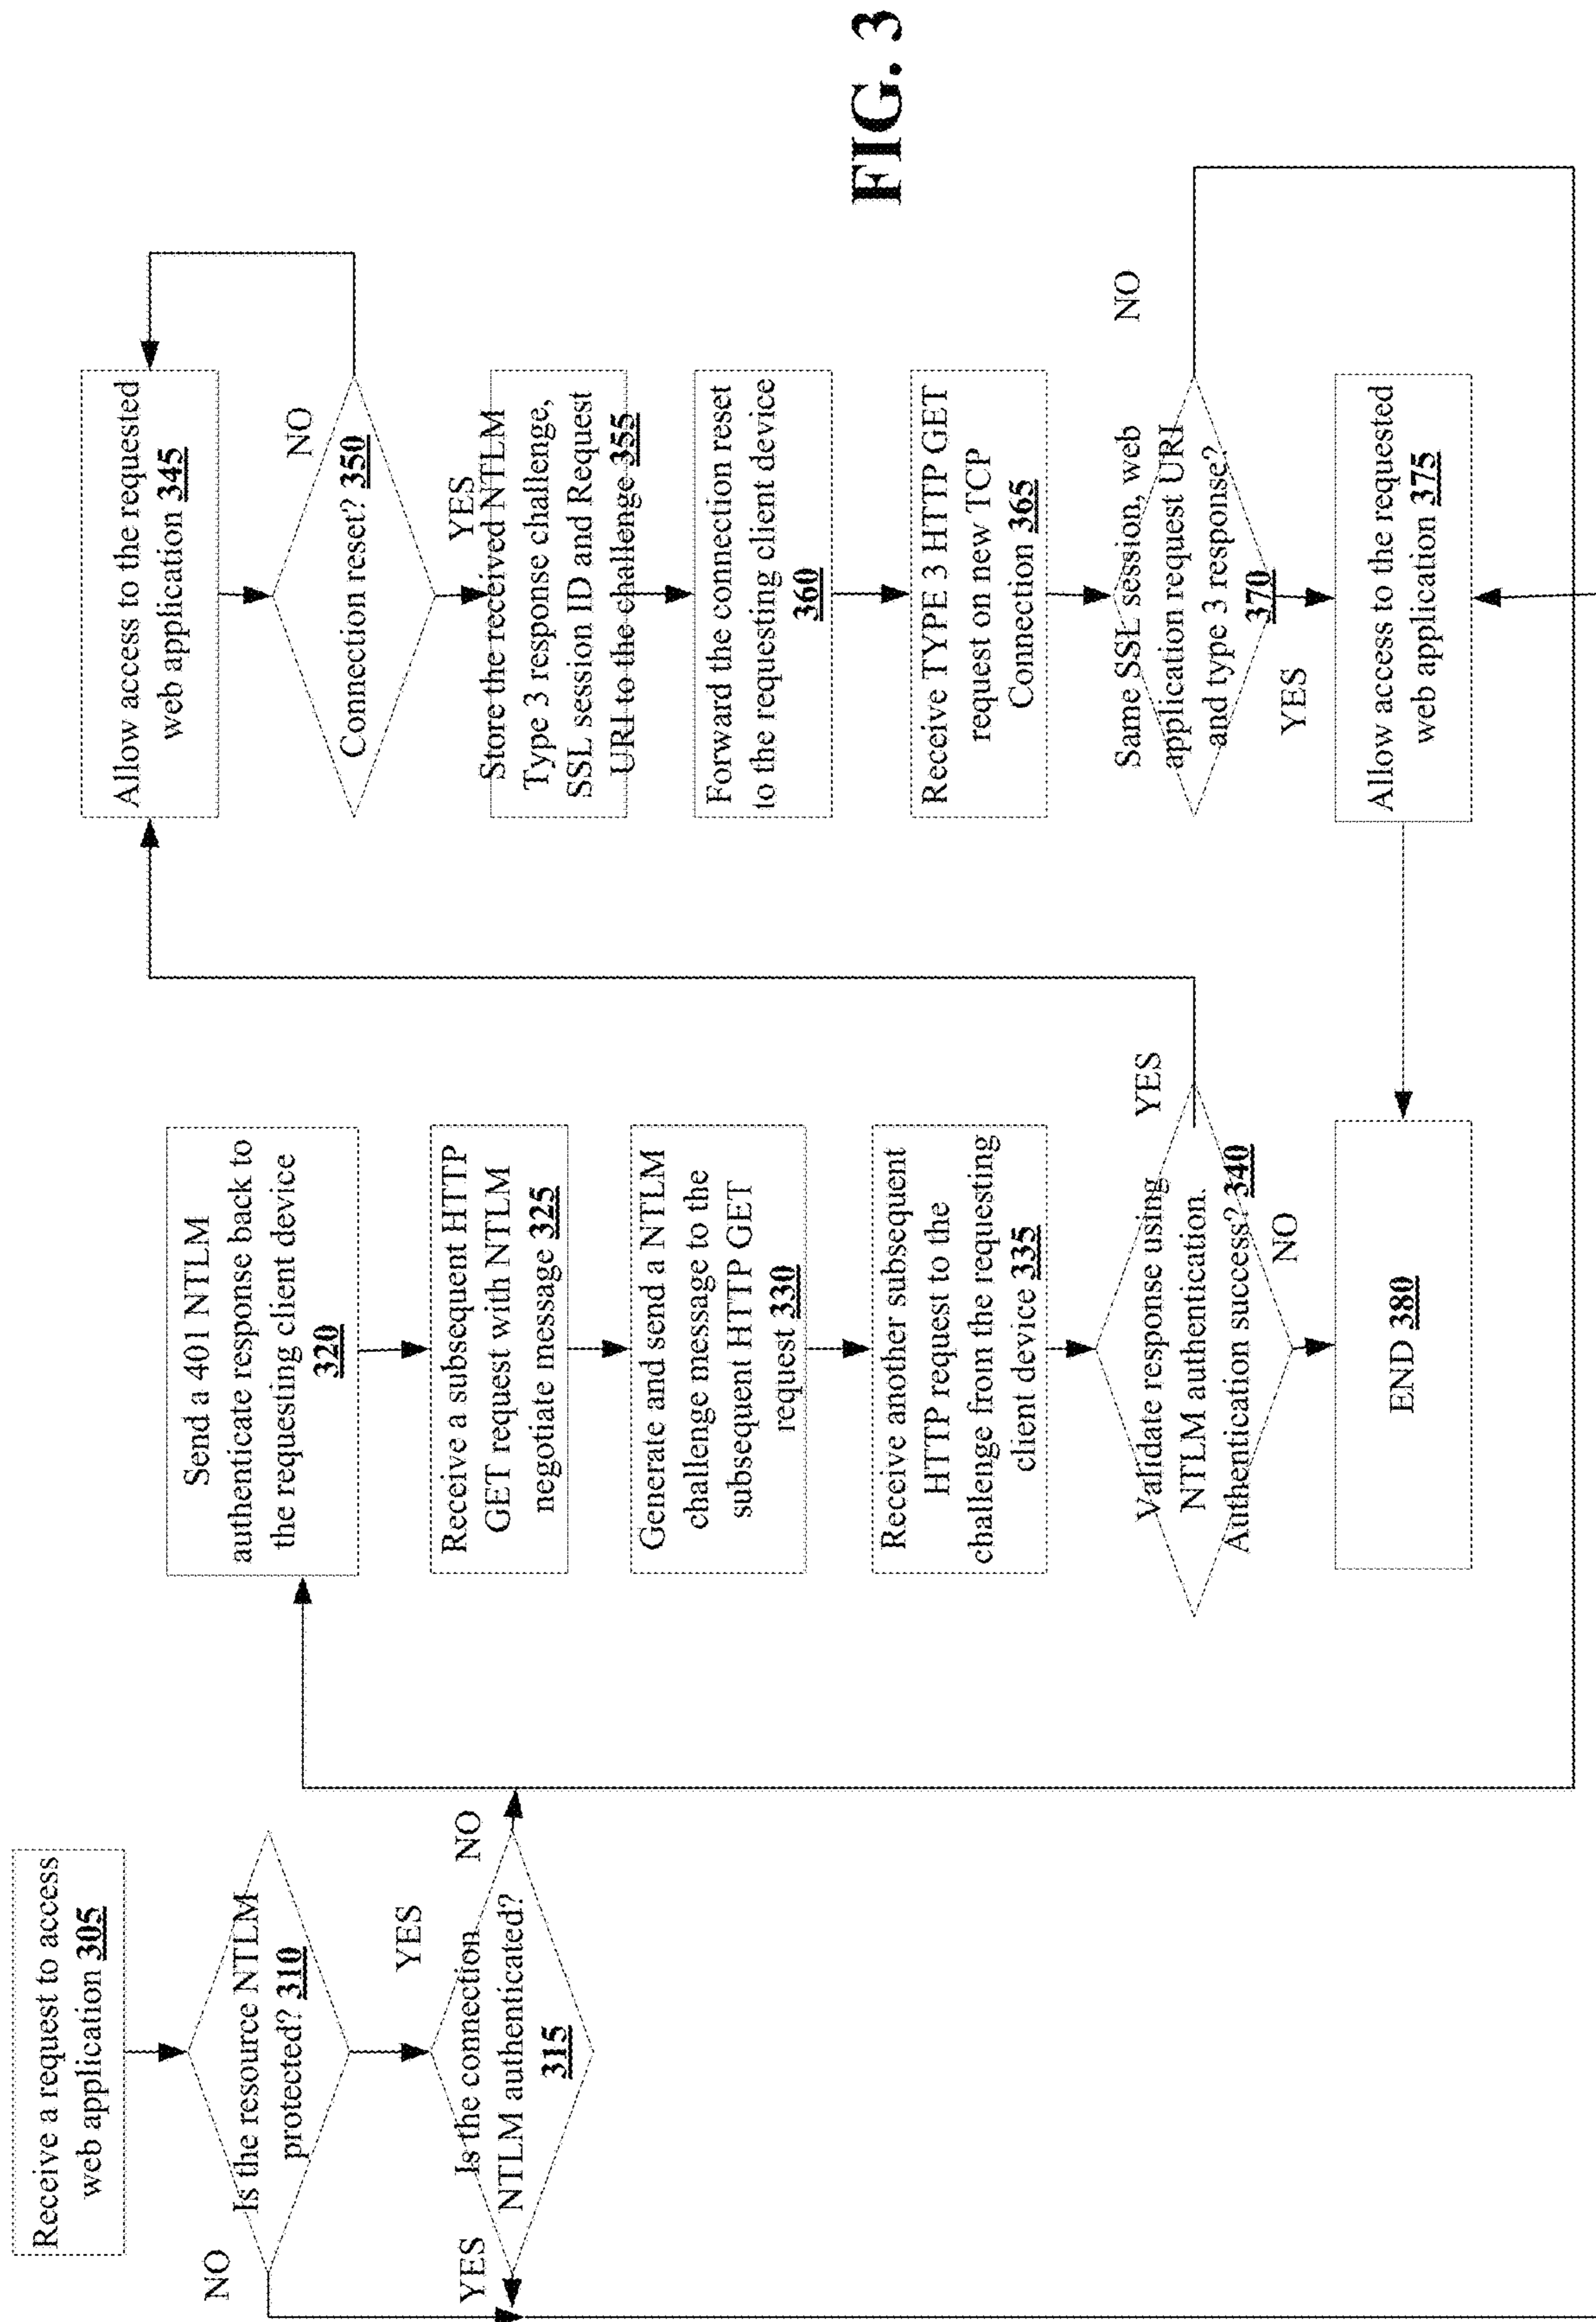 Receive a request to access
web application 305
Is the resource NTLM
protected? 310
NO
YES
Is the connection
NTLM authenticated?
315
YES
NO
Send a 401 NTLM
authenticate response back to
the requesting client device
320
Receive a subsequent HTTP
GET request with NTLM
negotiate message 325
Generate and send a NTLM
challenge message to the
subsequent HTTP GET
request 330
Receive another subsequent
HTTP request to the
challenge from the requesting
client device 335
Validate response using
NTLM authentication.
Authentication success? 340
YES
NO
END 380
Allow access to the requested
web application 345
Connection reset? 350
NO
YES
Store the received NTLM
Type 3 response challenge,
SSL session ID and Request
URI to the challenge 355
Forward the connection reset
to the requesting client device
360
Receive TYPE 3 HTTP GET
request on new TCP
Connection 365
Same SSL session, web
application request URI
and type 3 response?
370
NO
YES
Allow access to the requested
web application 375
FIG. 3